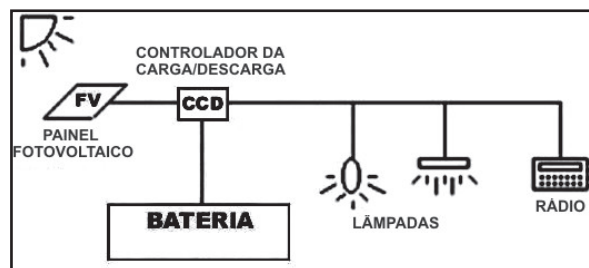 CONTROLADOR DA
CARGA/DESCARGA
FV
CCD
PAINEL
FOTOVOLTAICO
BATERIA
LÂMPADAS
RÁDIO